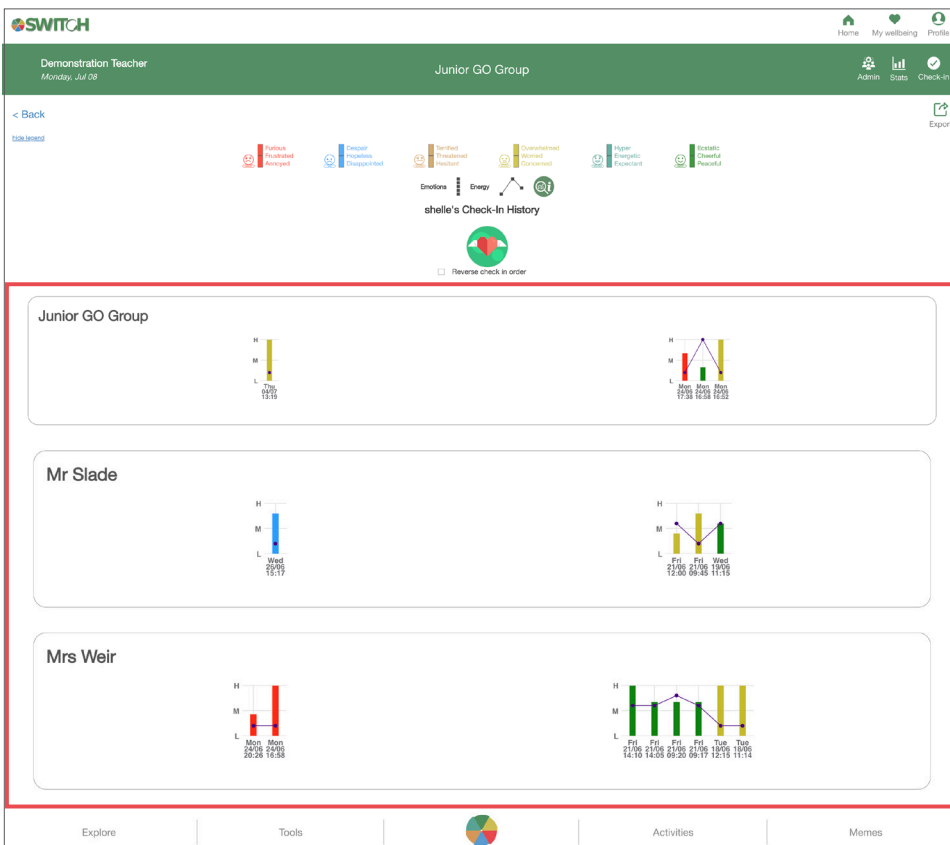 SWITCH
Home My wellbeing Profile
Demonstration Teacher
Monday, Jul 08
Junior GO Group
Admin Stats Check-in
< Back
Export
hide legend
Furious Despair Terrified Overwhelmed Hyper Ecstatic
Frustrated Hopeless Threatened Worried Energetic Cheerful
Annoyed Disappointed Hesitant Concerned Expectant Peaceful
Emotions Energy
shelle's Check-In History
Reverse check in order
Junior GO Group
H
M
L
Thu
04/07
13:19
H
M
L
Mon Mon Mon
24/06 24/06 24/06
17:38 16:58 16:52
Mr Slade
H
M
L
Wed
26/06
15:17
H
M
L
Fri Fri Wed
21/06 21/06 19/06
12:00 09:45 11:15
Mrs Weir
H
M
L
Mon Mon
24/06 24/06
20:26 16:58
H
M
L
Fri Fri Fri Fri Tue Tue
21/06 21/06 21/06 21/06 18/06 18/06
14:10 14:05 09:20 09:17 12:15 11:14
Explore Tools Activities Memes